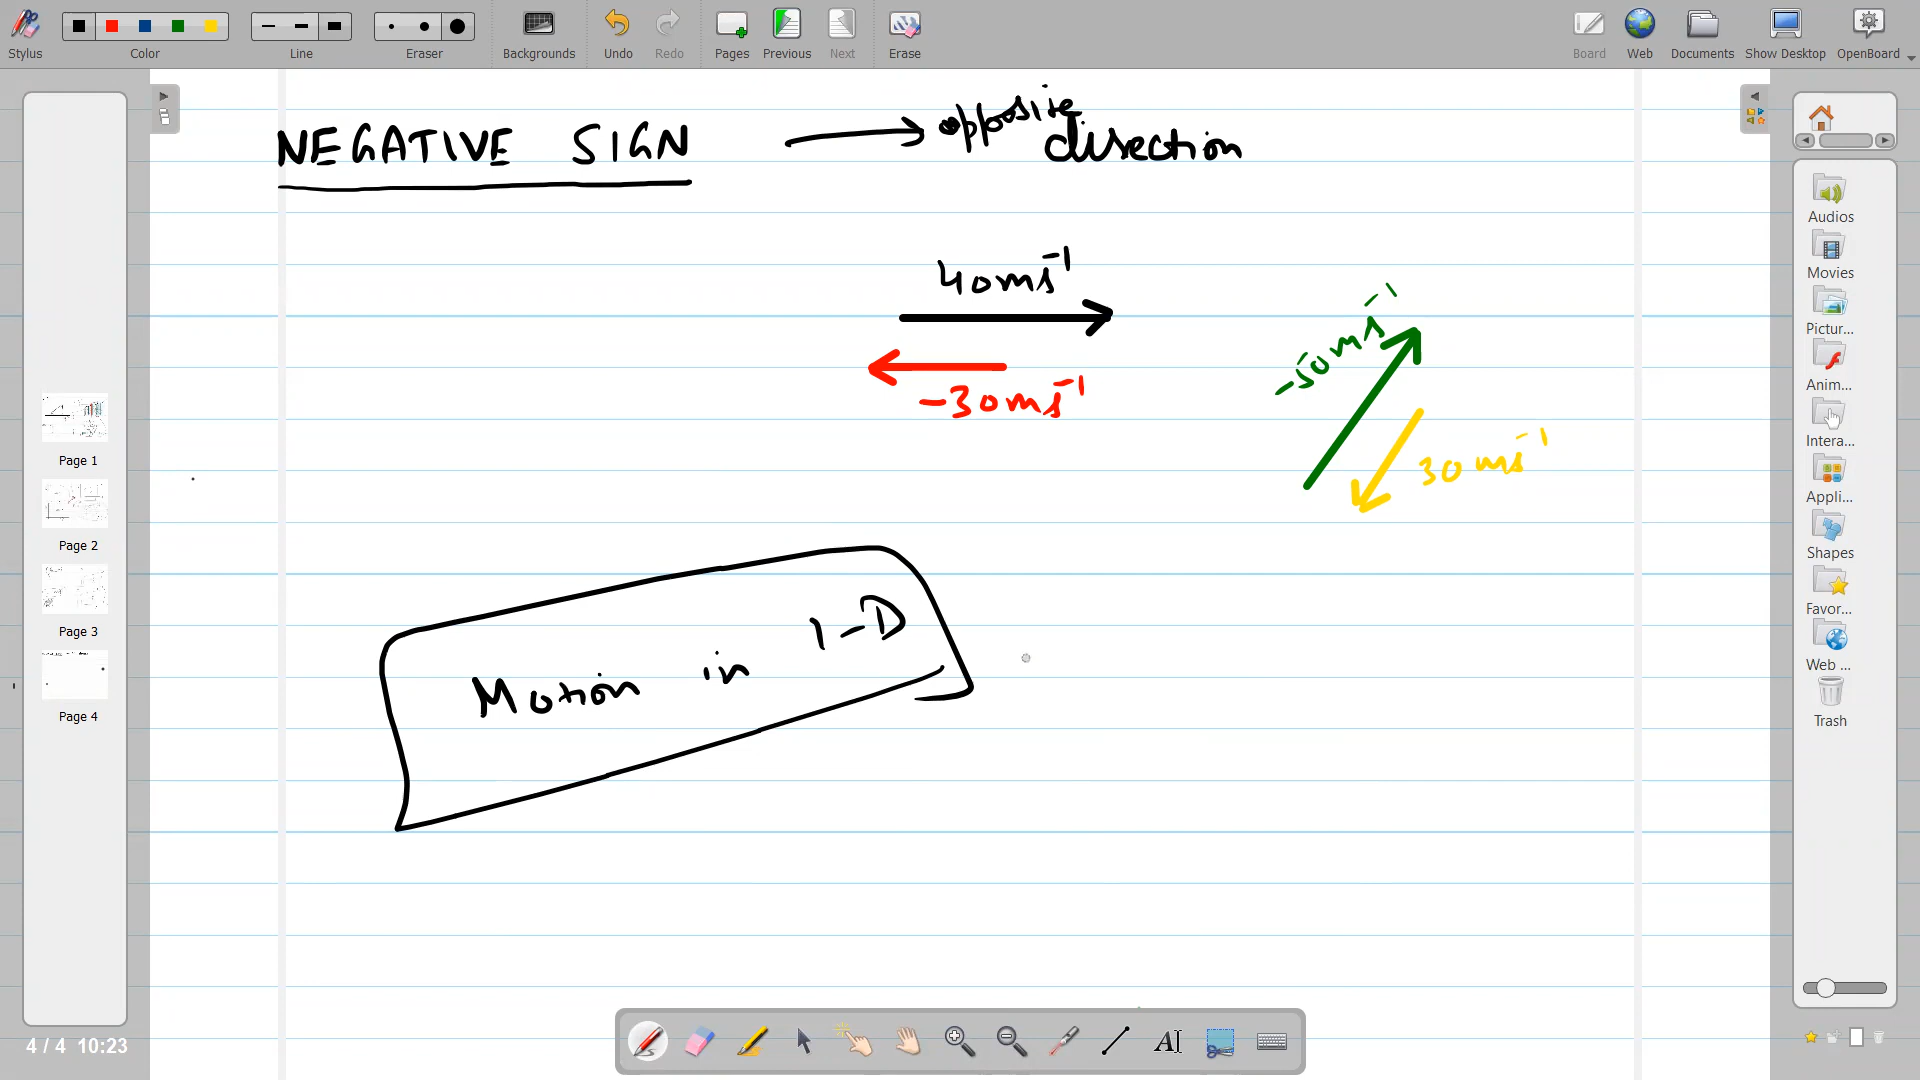 Stylus
Color
Line
Eraser
Backgrounds
Undo
Redo
Pages
Previous
Next
Erase
Board
Web
Documents
Show Desktop
OpenBoard
NEGATIVE SIGN → opposite direction
40ms⁻¹
-30ms⁻¹
-50ms⁻¹
30ms⁻¹
Motion in 1-D
Page 1
Page 2
Page 3
Page 4
4 / 4 10:23
Audios
Movies
Pictur...
Anim...
Intera...
Appli...
Shapes
Favor...
Web ...
Trash